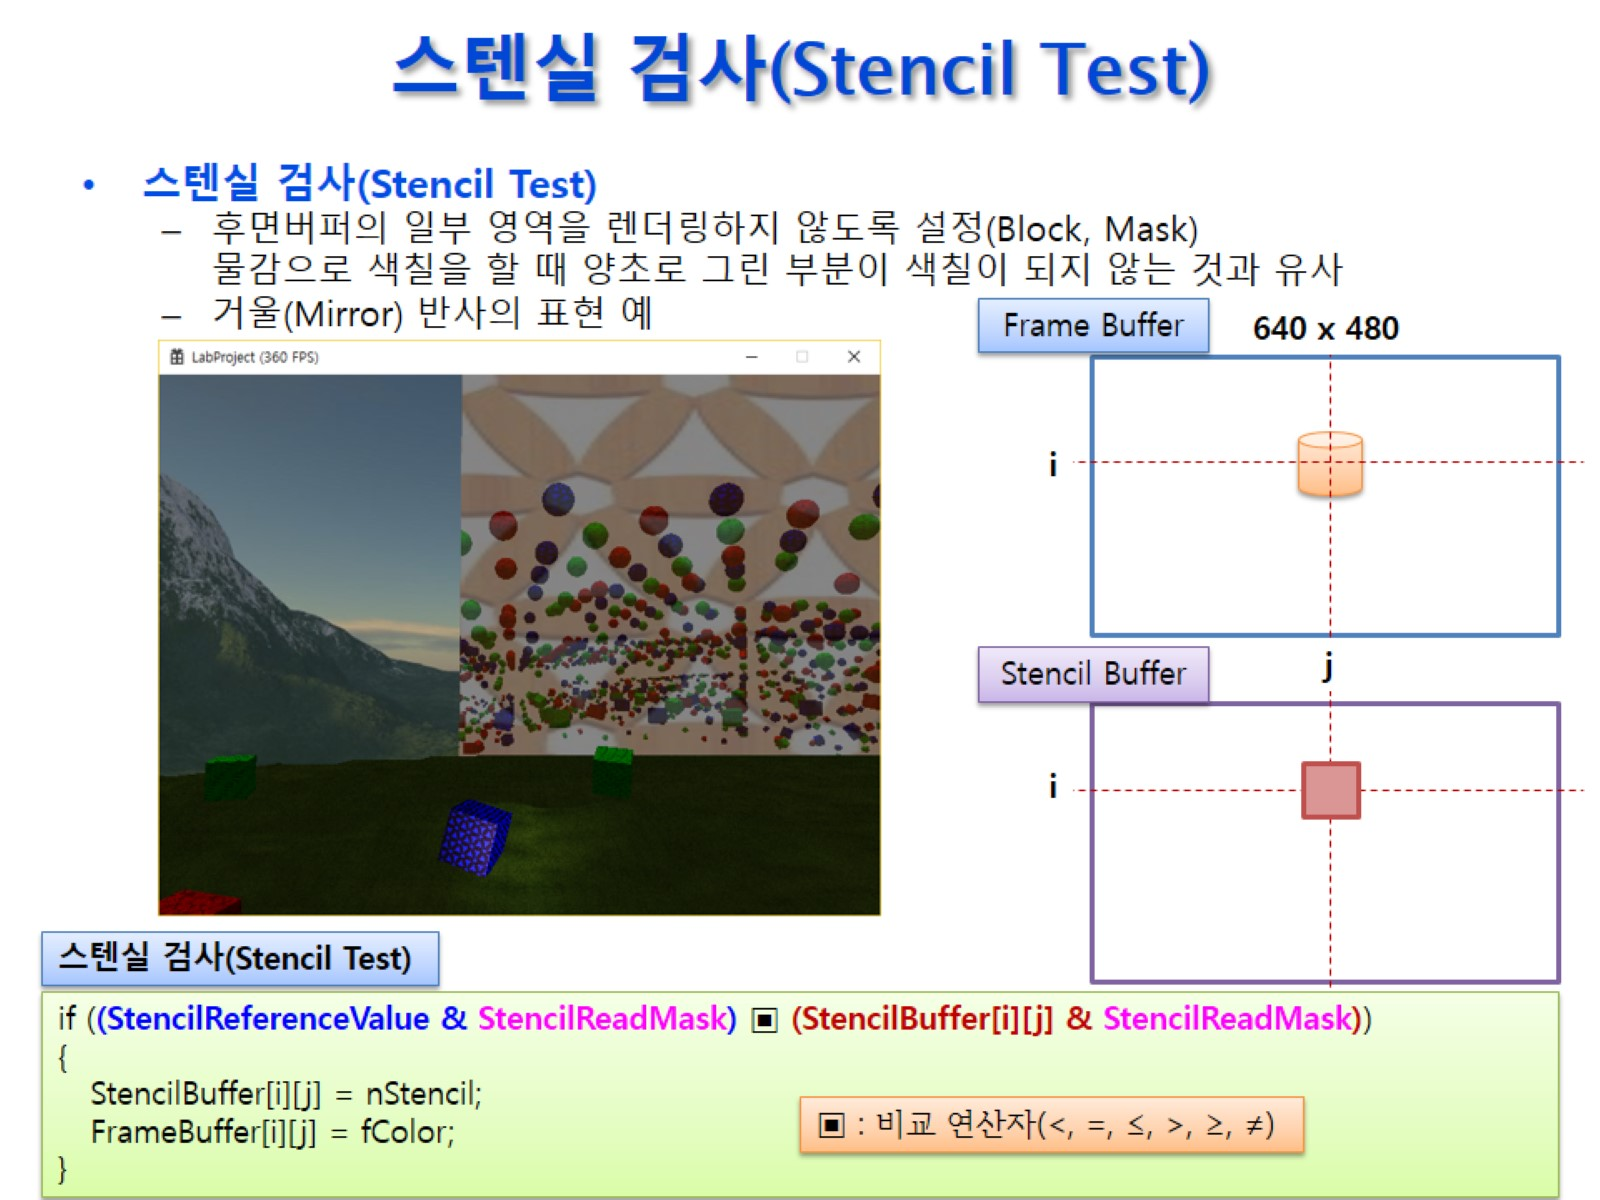 스텐실 검사(Stencil Test)
• 스텐실 검사(Stencil Test)
– 후면버퍼의 일부 영역을 렌더링하지 않도록 설정(Block, Mask)
물감으로 색칠을 할 때 양초로 그린 부분이 색칠이 되지 않는 것과 유사
– 거울(Mirror) 반사의 표현 예
LabProject (360 FPS)
Frame Buffer
640 x 480
i
j
Stencil Buffer
i
스텐실 검사(Stencil Test)
if ((StencilReferenceValue & StencilReadMask) ▣ (StencilBuffer[i][j] & StencilReadMask))
{
StencilBuffer[i][j] = nStencil;
FrameBuffer[i][j] = fColor;
}
▣ : 비교 연산자(<, =, ≤, >, ≥, ≠)